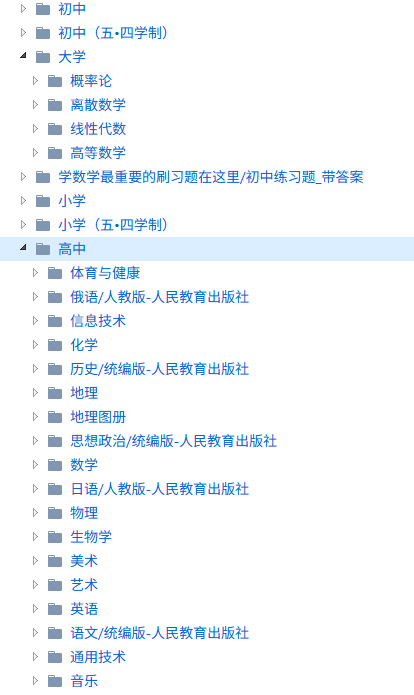 初中
初中（五•四学制）
大学
概率论
离散数学
线性代数
高等数学
学数学最重要的刷习题在这里/初中练习题_带答案
小学
小学（五•四学制）
高中
体育与健康
俄语/人教版-人民教育出版社
信息技术
化学
历史/统编版-人民教育出版社
地理
地理图册
思想政治/统编版-人民教育出版社
数学
日语/人教版-人民教育出版社
物理
生物学
美术
艺术
英语
语文/统编版-人民教育出版社
通用技术
音乐